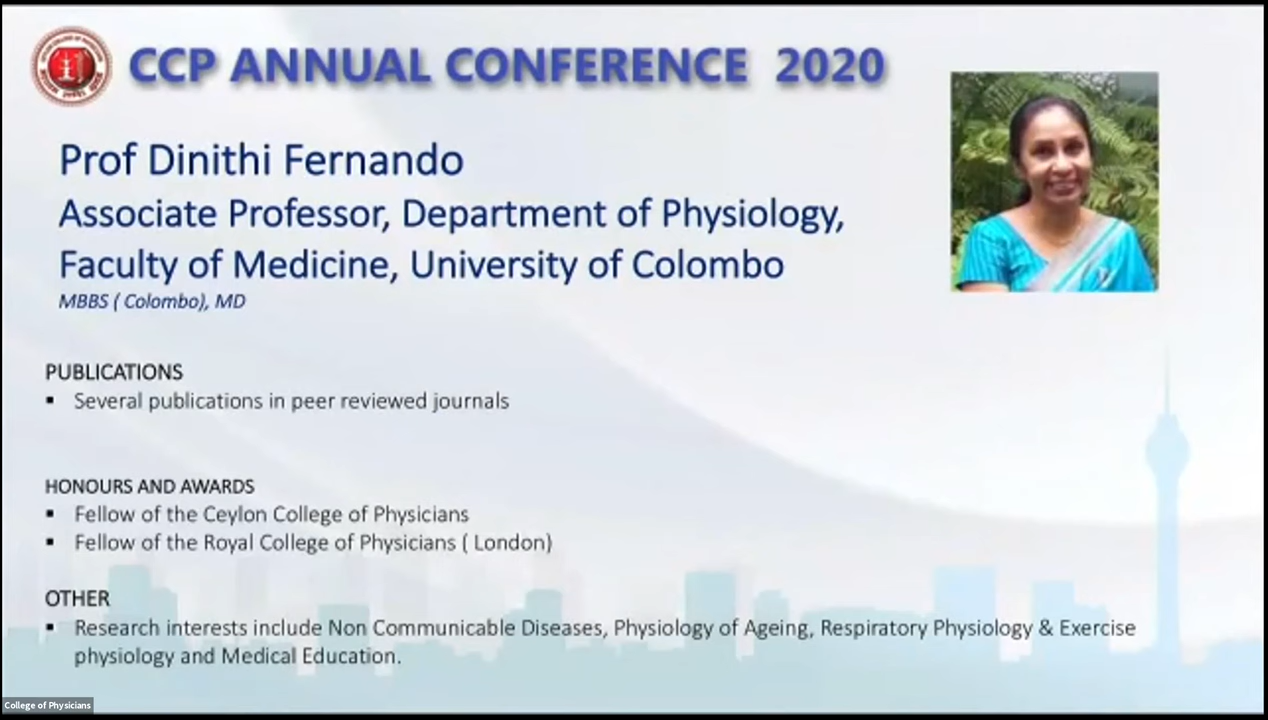 CCP ANNUAL CONFERENCE 2020
Prof Dinithi Fernando
Associate Professor, Department of Physiology,
Faculty of Medicine, University of Colombo
MBBS ( Colombo), MD
PUBLICATIONS
▪ Several publications in peer reviewed journals
HONOURS AND AWARDS
▪ Fellow of the Ceylon College of Physicians
▪ Fellow of the Royal College of Physicians ( London)
OTHER
▪ Research interests include Non Communicable Diseases, Physiology of Ageing, Respiratory Physiology & Exercise
physiology and Medical Education.
College of Physicians